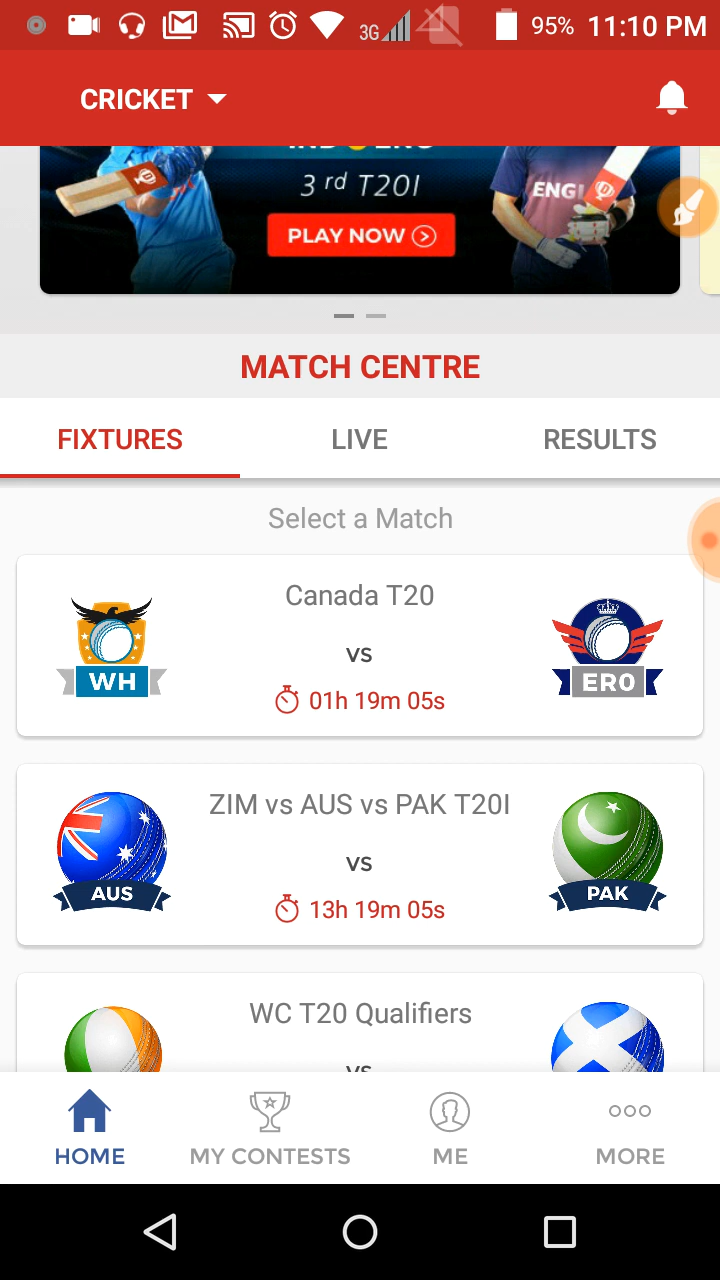 3G 95% 11:10 PM
CRICKET
3 rd T20I
ENG
PLAY NOW
MATCH CENTRE
FIXTURES LIVE RESULTS
Select a Match
Canada T20
vs
WH ERO
01h 19m 05s
ZIM vs AUS vs PAK T20I
vs
AUS PAK
13h 19m 05s
WC T20 Qualifiers
vs
HOME MY CONTESTS ME MORE